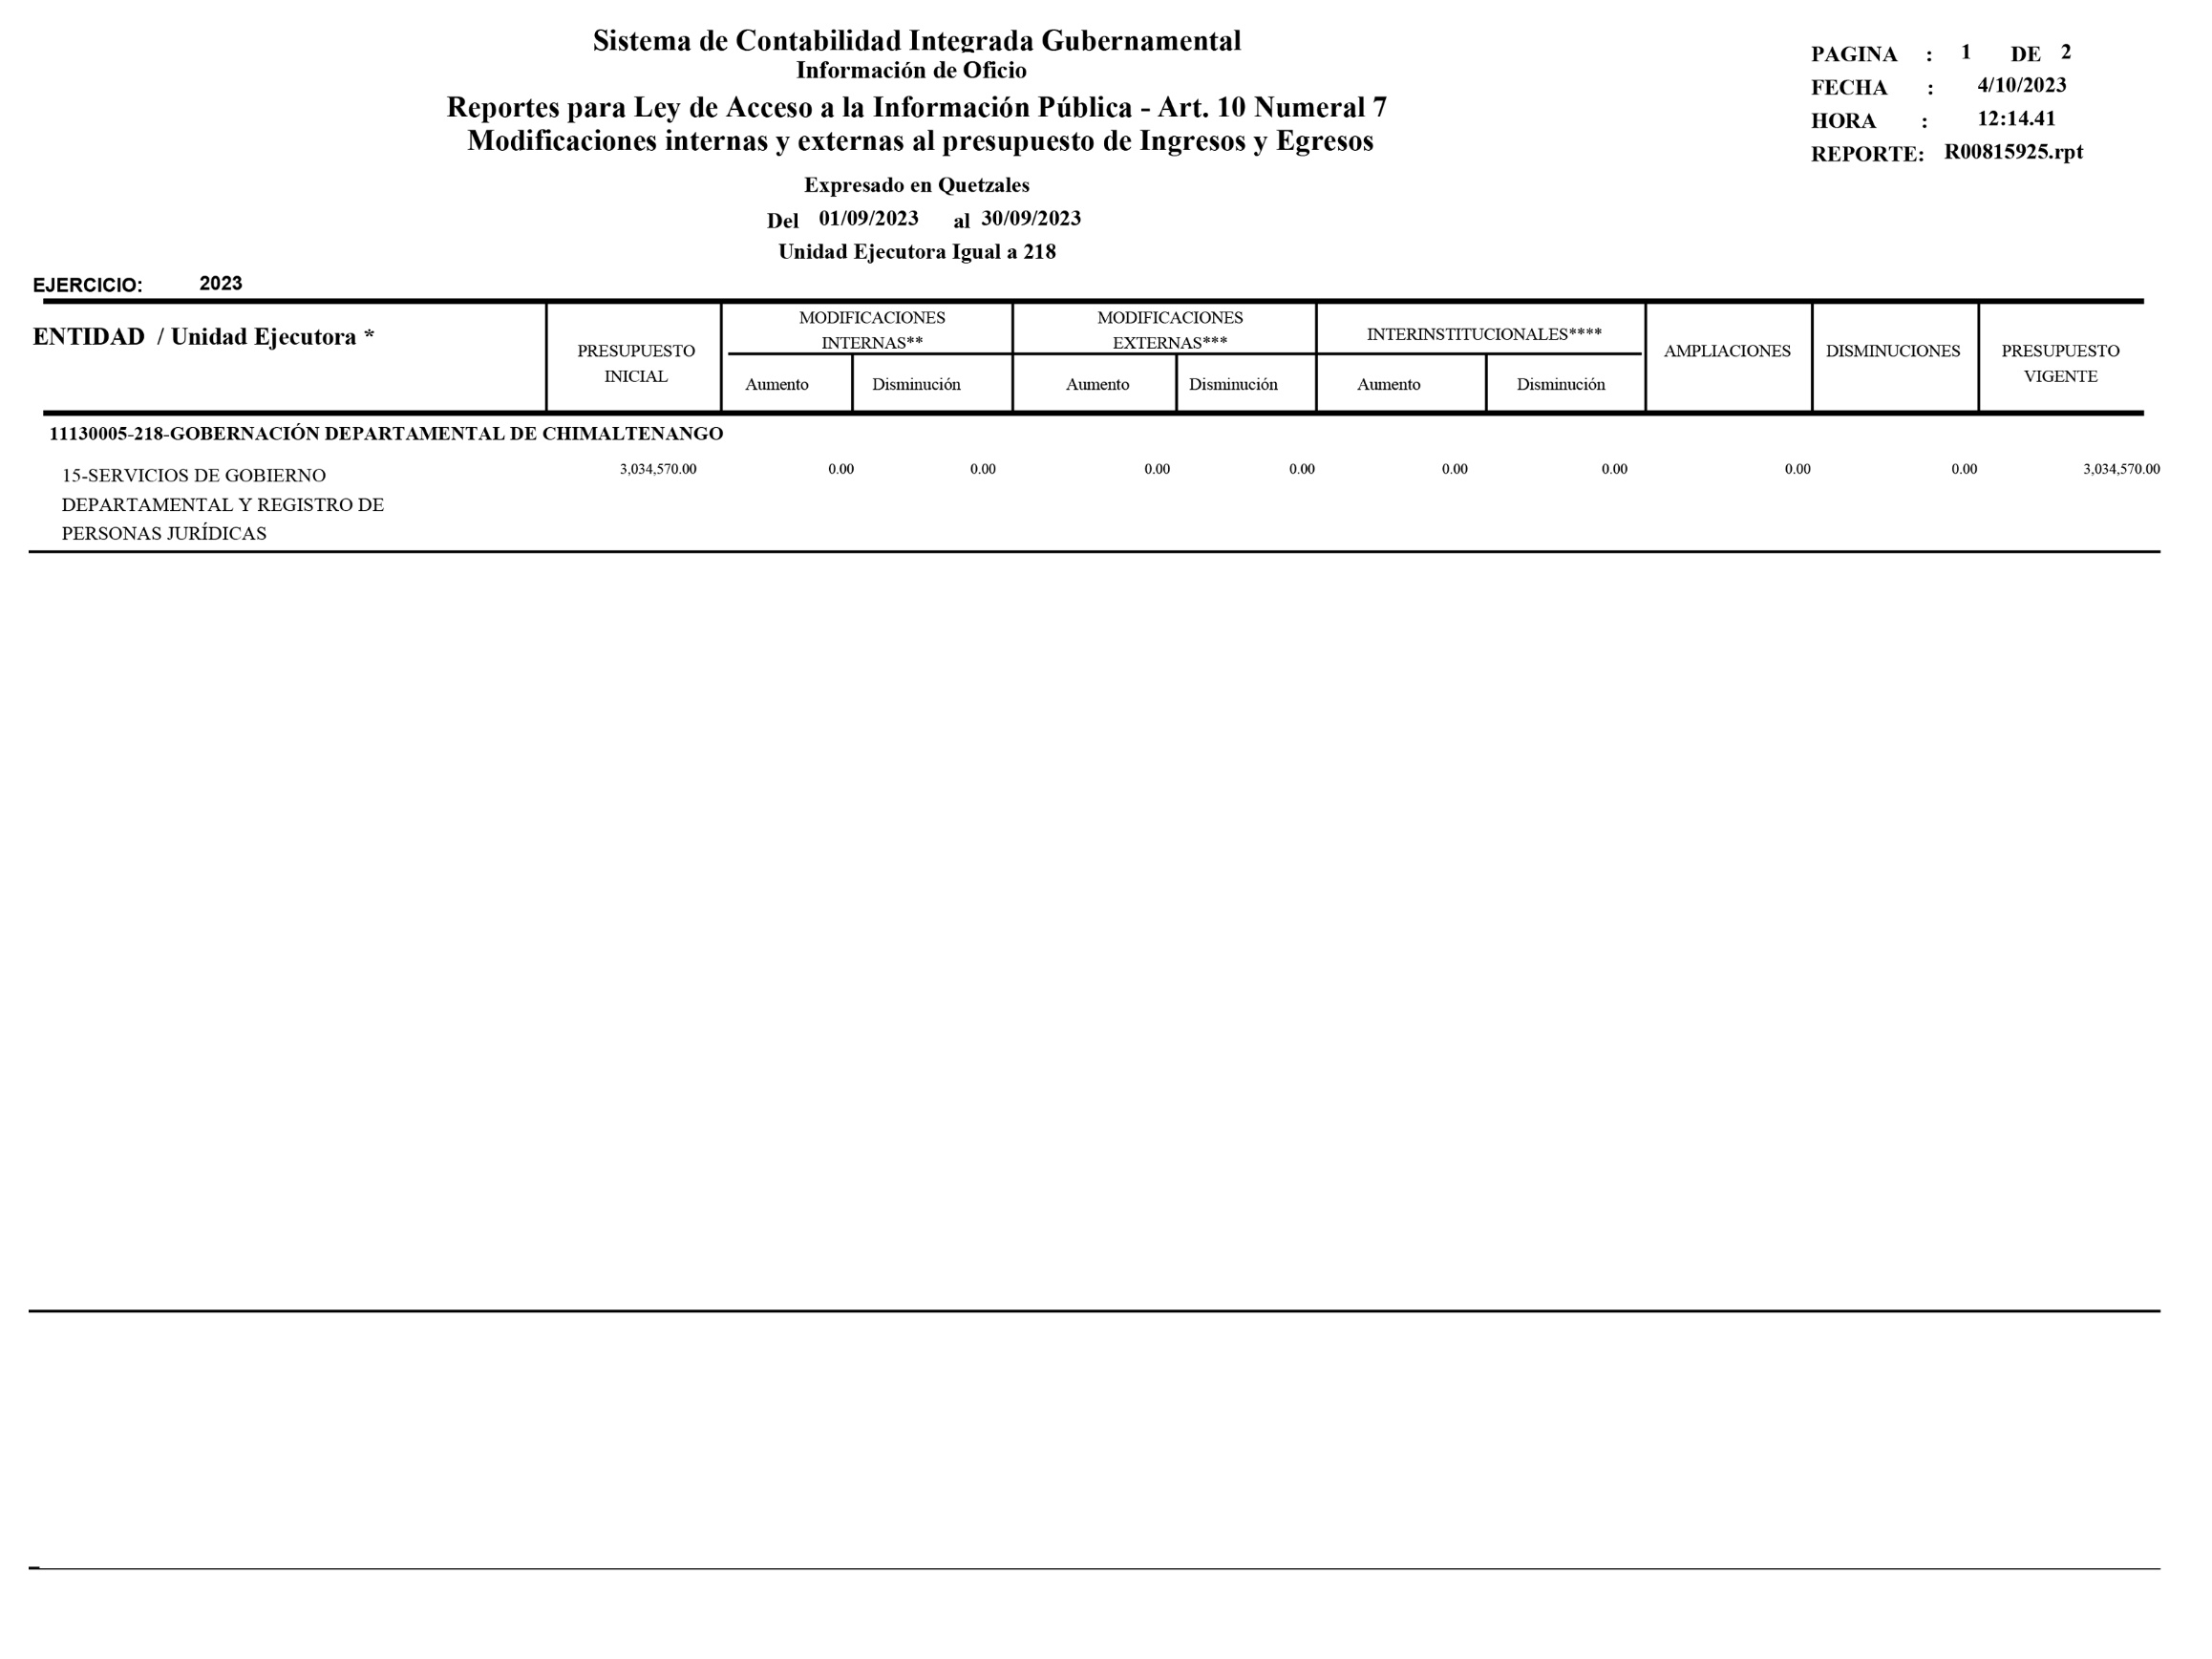 Sistema de Contabilidad Integrada Gubernamental
Información de Oficio
Reportes para Ley de Acceso a la Información Pública - Art. 10 Numeral 7
Modificaciones internas y externas al presupuesto de Ingresos y Egresos
Expresado en Quetzales
Del 01/09/2023 al 30/09/2023
Unidad Ejecutora Igual a 218
PAGINA : 1 DE 2
FECHA : 4/10/2023
HORA : 12:14.41
REPORTE: R00815925.rpt
EJERCICIO: 2023
ENTIDAD / Unidad Ejecutora *
PRESUPUESTO
INICIAL
MODIFICACIONES
INTERNAS**
Aumento Disminución
MODIFICACIONES
EXTERNAS***
Aumento Disminución
INTERINSTITUCIONALES****
Aumento Disminución
AMPLIACIONES
DISMINUCIONES
PRESUPUESTO
VIGENTE
11130005-218-GOBERNACIÓN DEPARTAMENTAL DE CHIMALTENANGO
15-SERVICIOS DE GOBIERNO
DEPARTAMENTAL Y REGISTRO DE
PERSONAS JURÍDICAS
3,034,570.00 0.00 0.00 0.00 0.00 0.00 0.00 0.00 0.00 3,034,570.00